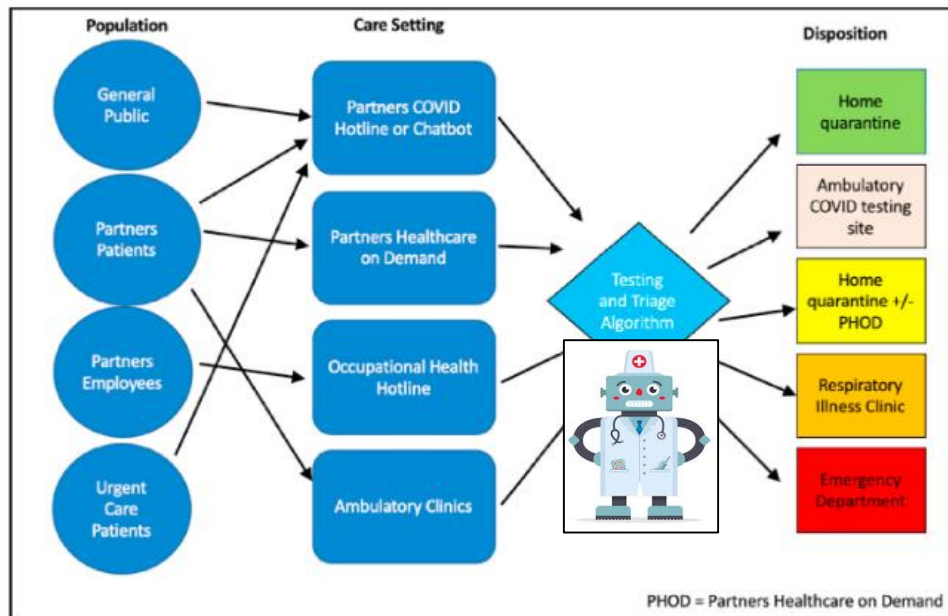 Population
Care Setting
Disposition
General
Public
Partners
Patients
Partners
Employees
Urgent
Care
Patients
Partners COVID
Hotline or Chatbot
Partners Healthcare
on Demand
Occupational Health
Hotline
Ambulatory Clinics
Testing
and Triage
Algorithm
Home
quarantine
Ambulatory
COVID testing
site
Home
quarantine +/-
PHOD
Respiratory
Illness Clinic
Emergency
Department
PHOD = Partners Healthcare on Demand